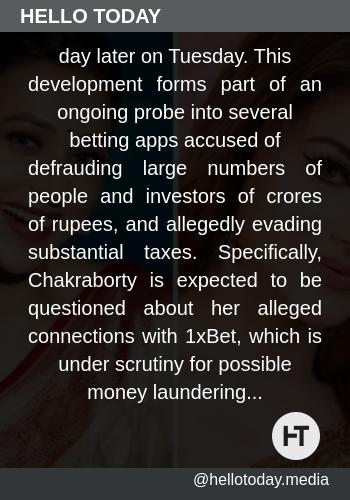 HELLO TODAY
day later on Tuesday. This
development forms part of an
ongoing probe into several
betting apps accused of
defrauding large numbers of
people and investors of crores
of rupees, and allegedly evading
substantial taxes. Specifically,
Chakraborty is expected to be
questioned about her alleged
connections with 1xBet, which is
under scrutiny for possible
money laundering...
HT
@hellotoday.media